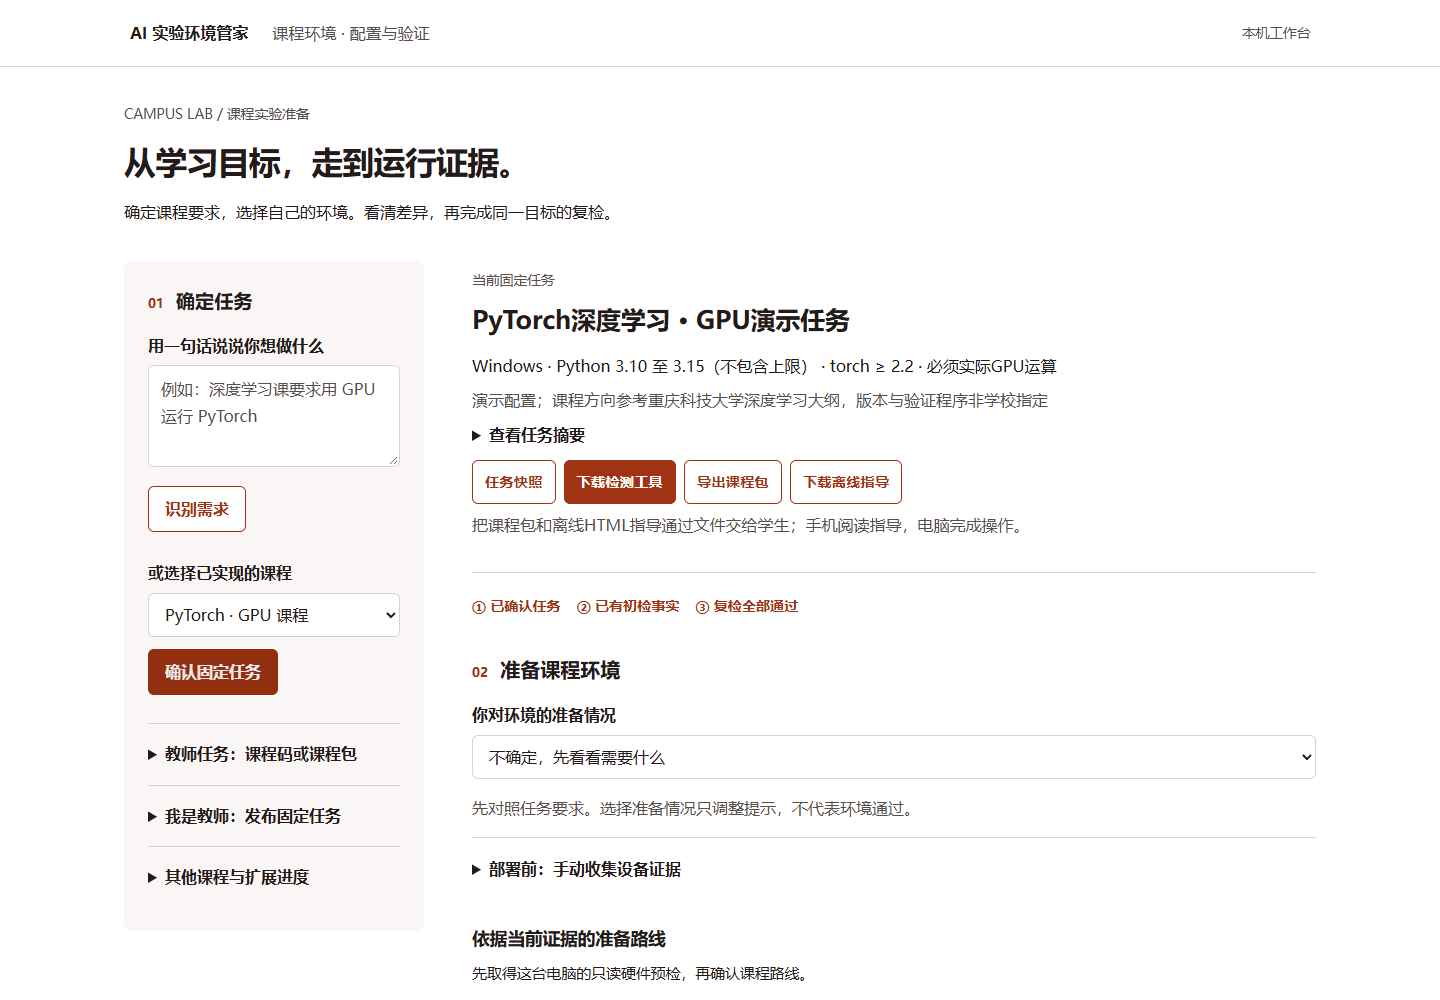 AI 实验环境管家 课程环境 · 配置与验证 本机工作台
CAMPUS LAB / 课程实验准备
从学习目标，走到运行证据。
确定课程要求，选择自己的环境。看清差异，再完成同一目标的复检。
01 确定任务
用一句话说说你想做什么
例如：深度学习课要求用 GPU
运行 PyTorch
识别需求
或选择已实现的课程
PyTorch · GPU 课程
确认固定任务
教师任务：课程码或课程包
我是教师：发布固定任务
其他课程与扩展进度
当前固定任务
PyTorch深度学习 · GPU演示任务
Windows · Python 3.10 至 3.15（不包含上限） · torch ≥ 2.2 · 必须实际GPU运算
演示配置；课程方向参考重庆科技大学深度学习大纲，版本与验证程序非学校指定
查看任务摘要
任务快照 下载检测工具 导出课程包 下载离线指导
把课程包和离线HTML指导通过文件交给学生；手机阅读指导，电脑完成操作。
① 已确认任务 ② 已有初检事实 ③ 复检全部通过
02 准备课程环境
你对环境的准备情况
不确定，先看看需要什么
先对照任务要求。选择准备情况只调整提示，不代表环境通过。
部署前：手动收集设备证据
依据当前证据的准备路线
先取得这台电脑的只读硬件预检，再确认课程路线。